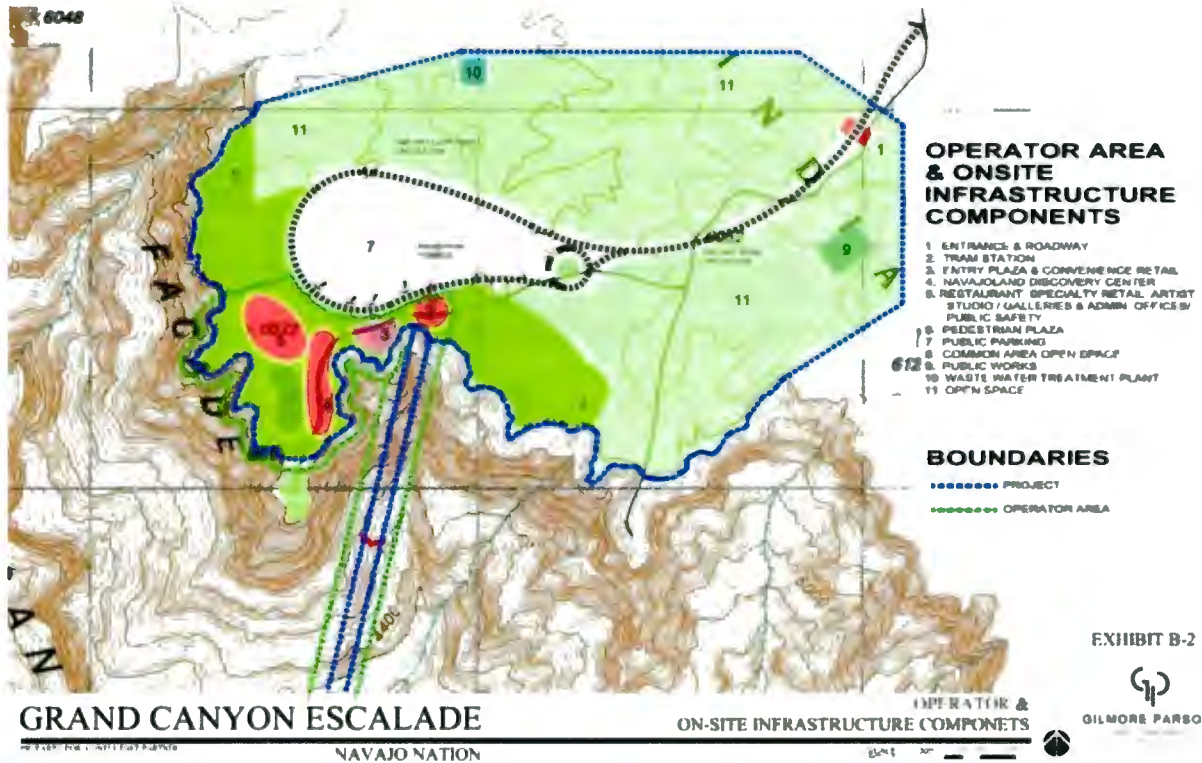 6048
10
11
11
11
1
9
7
3
FACADE
INDIA
AN
6400
612
OPERATOR AREA
& ONSITE
INFRASTRUCTURE
COMPONENTS
1 ENTRANCE & ROADWAY
2. TRAM STATION
3. ENTRY PLAZA & CONVENIENCE RETAIL
4. NAVAJOLAND DISCOVERY CENTER
5. RESTAURANT SPECIALTY RETAIL ARTIST
STUDIO / GALLERIES & ADMIN OFFICES/
PUBLIC SAFETY
6 PEDESTRIAN PLAZA
7 PUBLIC PARKING
8 COMMON AREA OPEN SPACE
9. PUBLIC WORKS
10 WASTE WATER TREATMENT PLANT
11 OPEN SPACE
BOUNDARIES
PROJECT
OPERATOR AREA
EXHIBIT B-2
GILMORE PARSO
GRAND CANYON ESCALADE
NAVAJO NATION
OPERATOR &
ON-SITE INFRASTRUCTURE COMPONETS